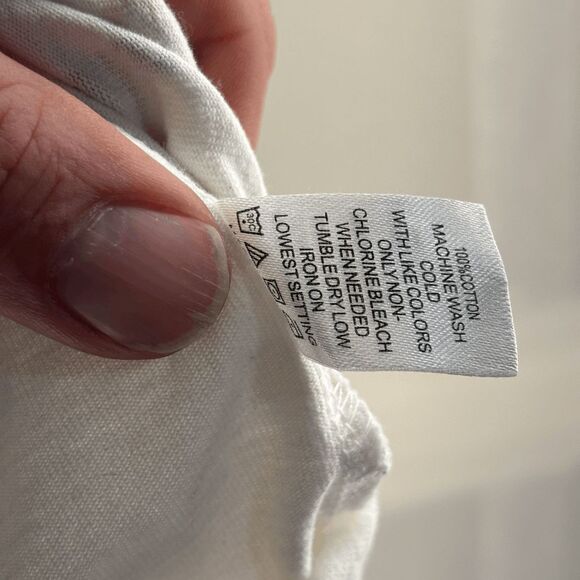 100%COTTON
MACHINE WASH
COLD
WITH LIKE COLORS
ONLY NON-
CHLORINE BLEACH
WHEN NEEDED
TUMBLE DRY LOW
IRON ON
LOWEST SETTING
30C